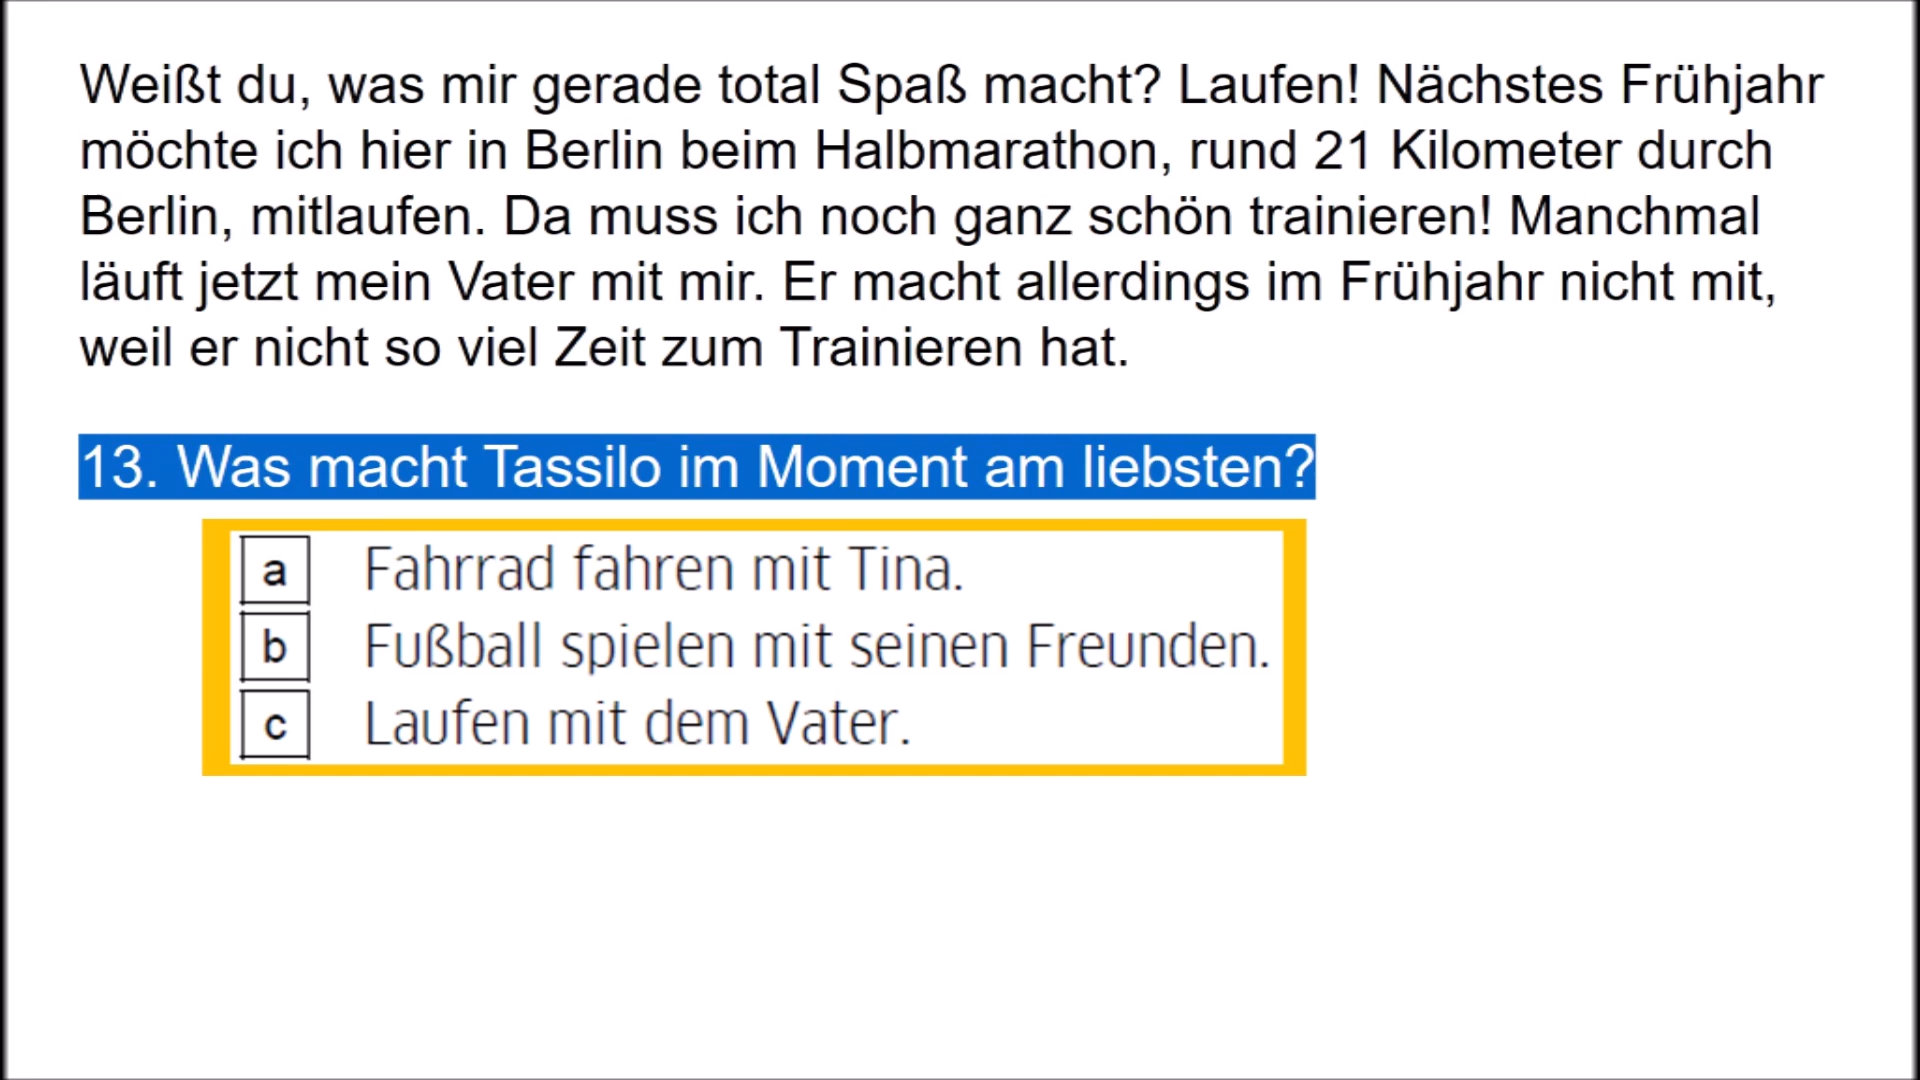 Weißt du, was mir gerade total Spaß macht? Laufen! Nächstes Frühjahr
möchte ich hier in Berlin beim Halbmarathon, rund 21 Kilometer durch
Berlin, mitlaufen. Da muss ich noch ganz schön trainieren! Manchmal
läuft jetzt mein Vater mit mir. Er macht allerdings im Frühjahr nicht mit,
weil er nicht so viel Zeit zum Trainieren hat.
13. Was macht Tassilo im Moment am liebsten?
a Fahrrad fahren mit Tina.
b Fußball spielen mit seinen Freunden.
c Laufen mit dem Vater.